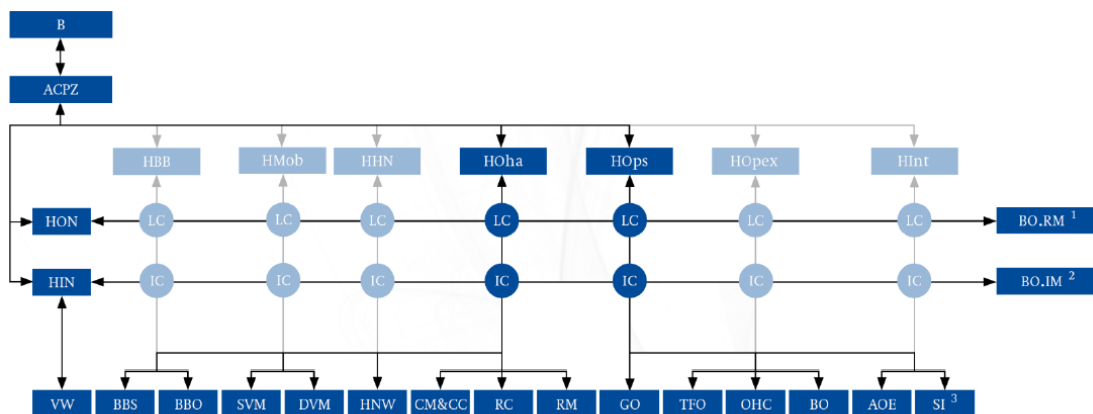 B
ACPZ
HBB HMob HHN HOha HOps HOpex HInt
HON LC LC LC LC LC LC LC BO.RM 1
HIN IC IC IC IC IC IC IC BO.IM 2
VW BBS BBO SVM DVM HNW CM&CC RC RM GO TFO OHC BO AOE SI 3